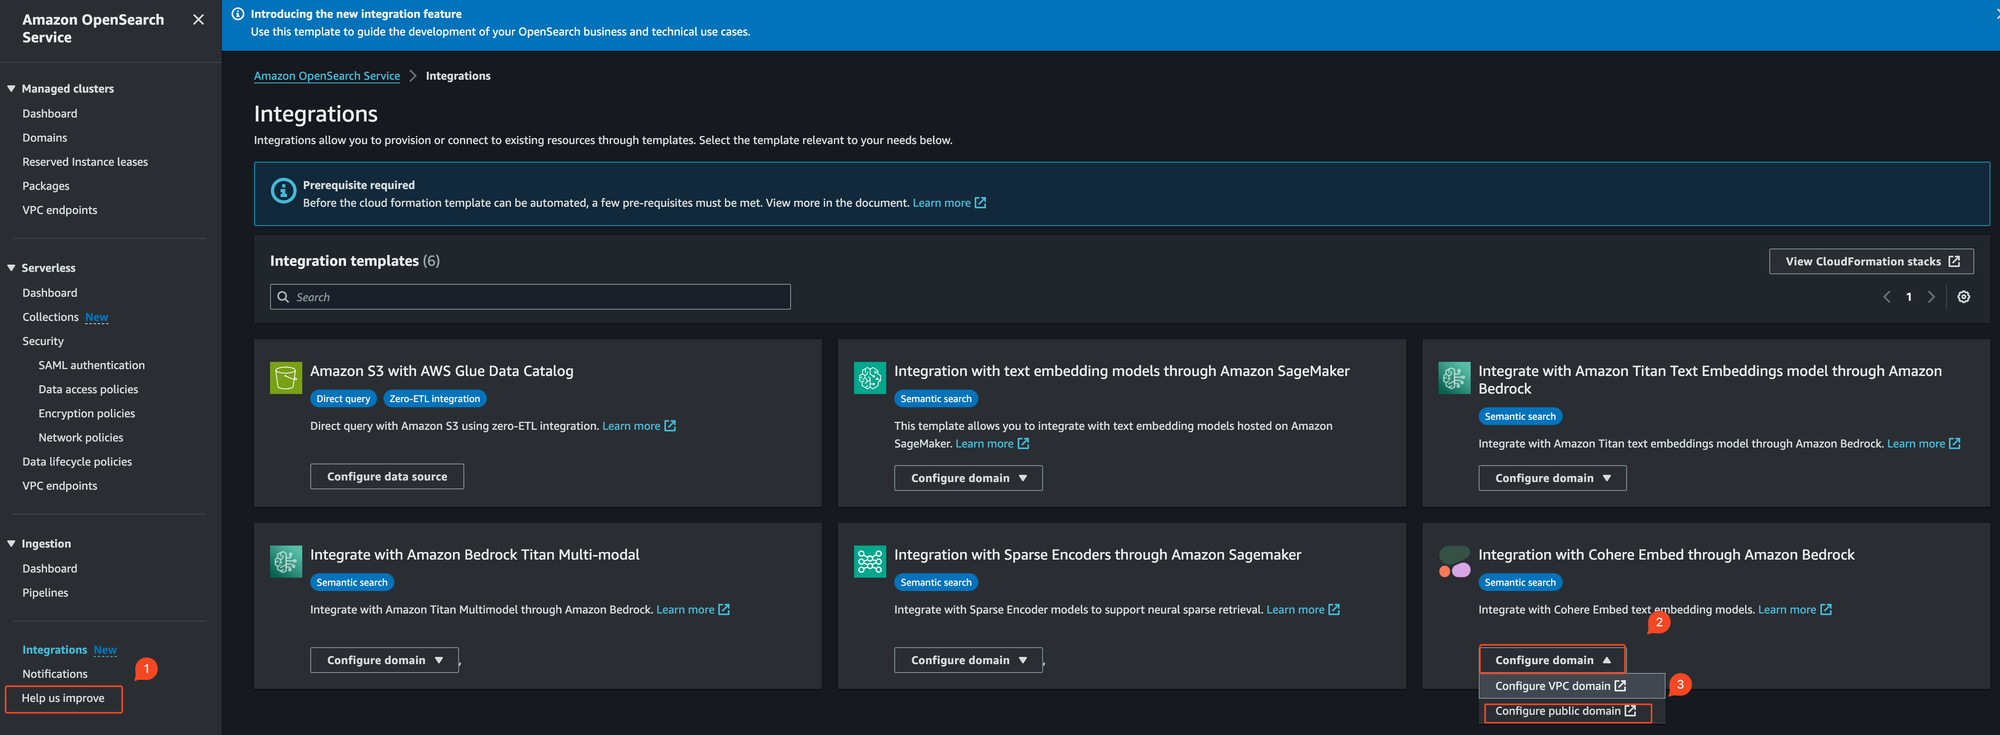 Amazon OpenSearch
Service
Managed clusters
Dashboard
Domains
Reserved Instance leases
Packages
VPC endpoints
Serverless
Dashboard
Collections New
Security
SAML authentication
Data access policies
Encryption policies
Network policies
Data lifecycle policies
VPC endpoints
Ingestion
Dashboard
Pipelines
Integrations New
Notifications
1
Help us improve
Introducing the new integration feature
Use this template to guide the development of your OpenSearch business and technical use cases.
Amazon OpenSearch Service > Integrations
Integrations
Integrations allow you to provision or connect to existing resources through templates. Select the template relevant to your needs below.
Prerequisite required
Before the cloud formation template can be automated, a few pre-requisites must be met. View more in the document. Learn more
Integration templates (6)
View CloudFormation stacks
Search
< 1 >
Amazon S3 with AWS Glue Data Catalog
Direct query Zero-ETL integration
Direct query with Amazon S3 using zero-ETL integration. Learn more
Configure data source
Integration with text embedding models through Amazon SageMaker
Semantic search
This template allows you to integrate with text embedding models hosted on Amazon
SageMaker. Learn more
Configure domain
Integrate with Amazon Titan Text Embeddings model through Amazon
Bedrock
Semantic search
Integrate with Amazon Titan text embeddings model through Amazon Bedrock. Learn more
Configure domain
Integrate with Amazon Bedrock Titan Multi-modal
Semantic search
Integrate with Amazon Titan Multimodel through Amazon Bedrock. Learn more
Configure domain ,
Integration with Sparse Encoders through Amazon Sagemaker
Semantic search
Integrate with Sparse Encoder models to support neural sparse retrieval. Learn more
Configure domain ,
Integration with Cohere Embed through Amazon Bedrock
Semantic search
Integrate with Cohere Embed text embedding models. Learn more
2
Configure domain
Configure VPC domain
3
Configure public domain